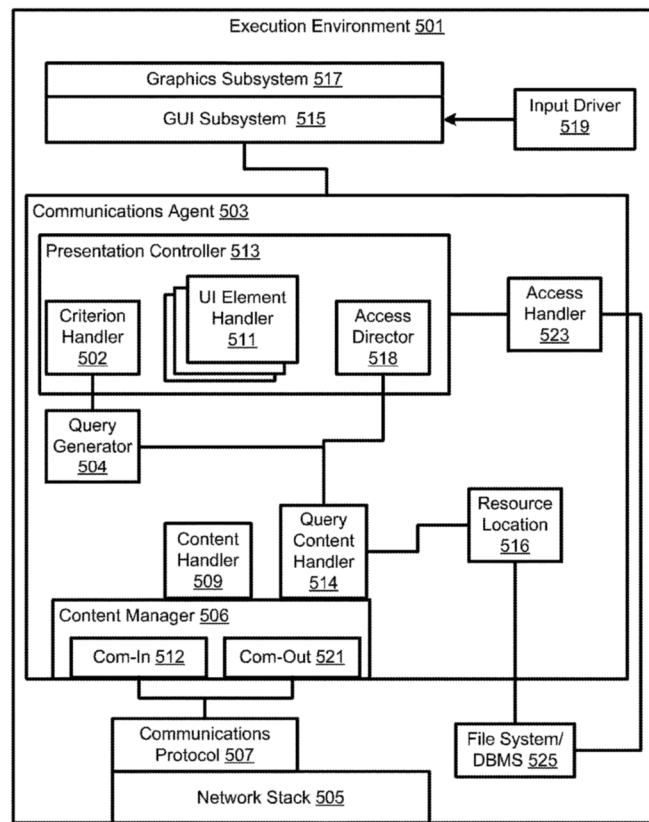 Execution Environment 501
Graphics Subsystem 517
GUI Subsystem 515
Input Driver
519
Communications Agent 503
Presentation Controller 513
Criterion
Handler
502
UI Element
Handler
511
Access
Director
518
Access
Handler
523
Query
Generator
504
Content
Handler
509
Query
Content
Handler
514
Resource
Location
516
Content Manager 506
Com-In 512
Com-Out 521
Communications
Protocol 507
File System/
DBMS 525
Network Stack 505